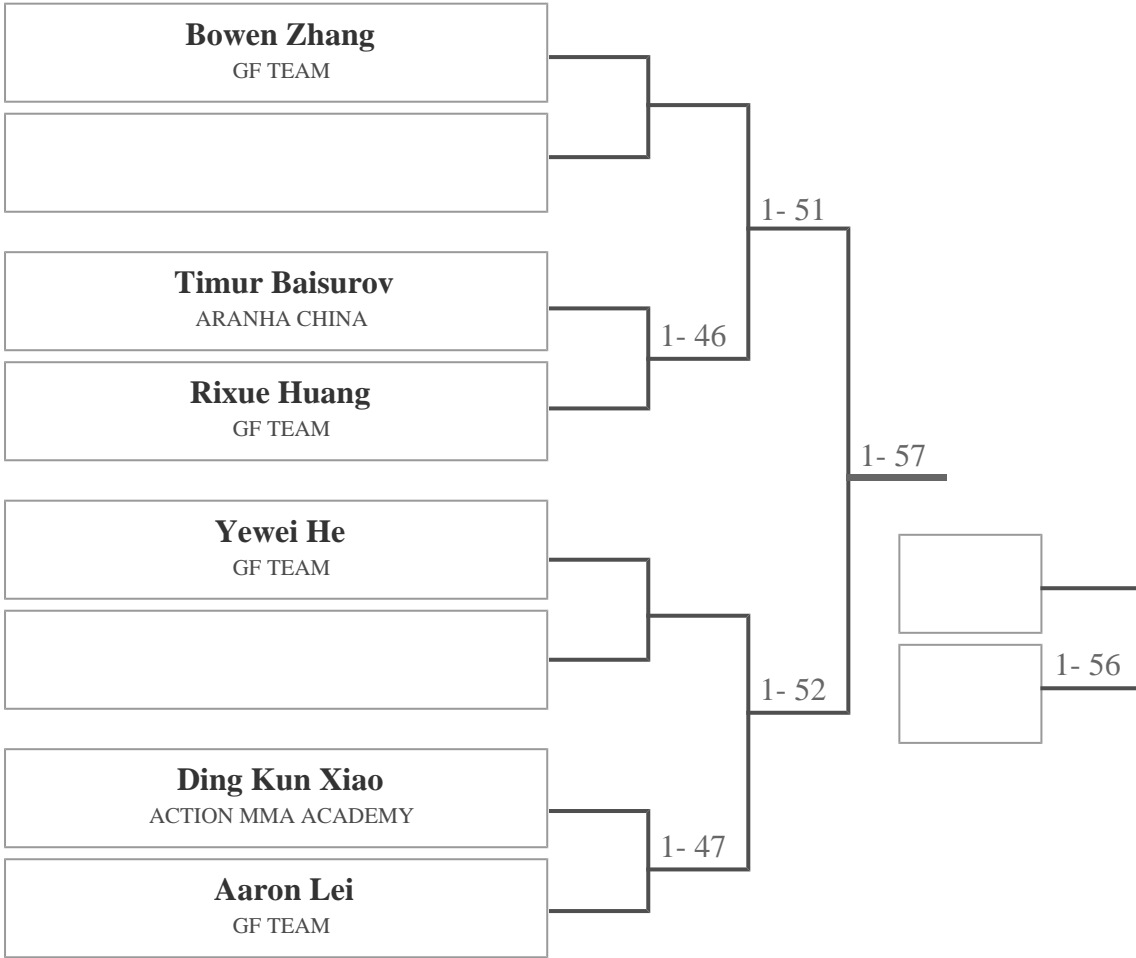 Bowen Zhang
GF TEAM
1- 51
Timur Baisurov
ARANHA CHINA
1- 46
Rixue Huang
GF TEAM
1- 57
Yewei He
GF TEAM
1- 56
1- 52
Ding Kun Xiao
ACTION MMA ACADEMY
1- 47
Aaron Lei
GF TEAM